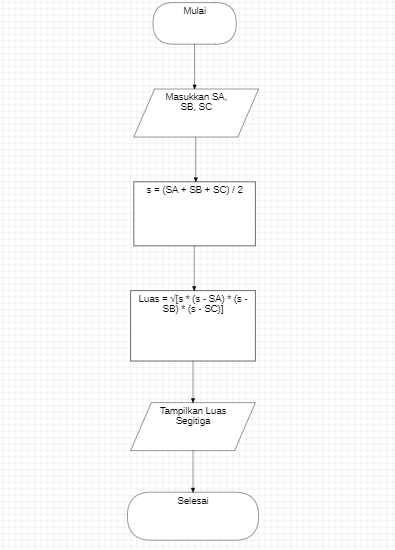 Mulai
Masukkan SA,
SB, SC
s = (SA + SB + SC) / 2
Luas = √[s * (s - SA) * (s -
SB) * (s - SC)]
Tampilkan Luas
Segitiga
Selesai